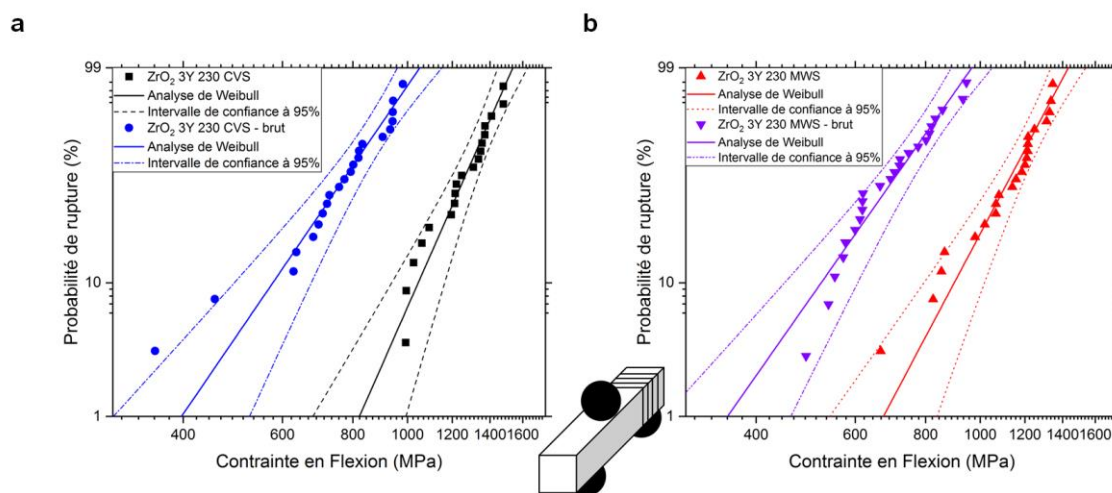 a
99
10
1
Probabilité de rupture (%)
ZrO2 3Y 230 CVS
Analyse de Weibull
Intervalle de confiance à 95%
ZrO2 3Y 230 CVS - brut
Analyse de Weibull
Intervalle de confiance à 95%
400 600 800 1000 1200 1400 1600
Contrainte en Flexion (MPa)
b
99
10
1
Probabilité de rupture (%)
ZrO2 3Y 230 MWS
Analyse de Weibull
Intervalle de confiance à 95%
ZrO2 3Y 230 MWS - brut
Analyse de Weibull
Intervalle de confiance à 95%
400 600 800 1000 1200 1400 1600
Contrainte en Flexion (MPa)